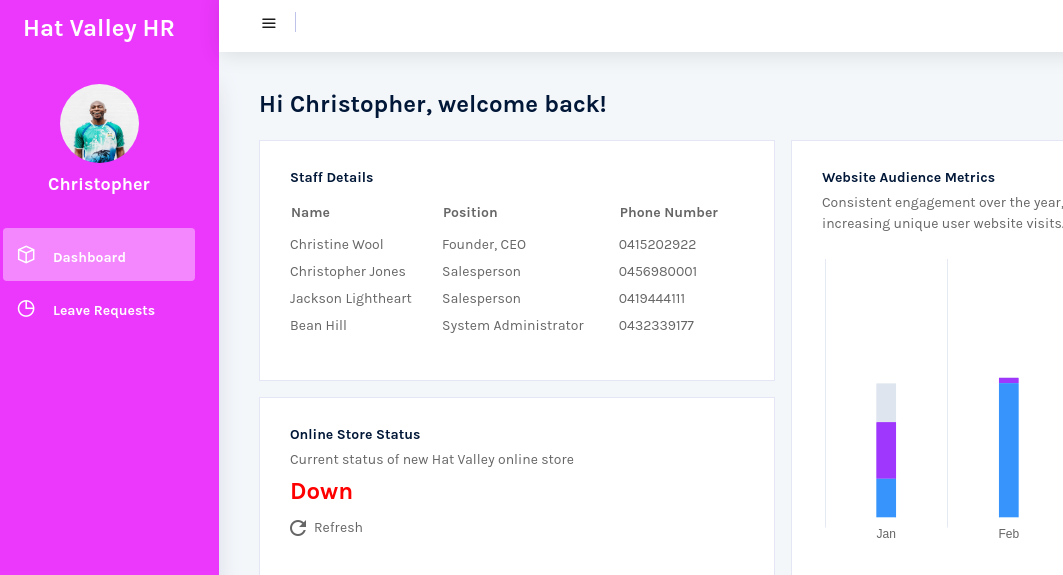 Hat Valley HR
Christopher
Dashboard
Leave Requests
Hi Christopher, welcome back!
Staff Details
Name Position Phone Number
Christine Wool Founder, CEO 0415202922
Christopher Jones Salesperson 0456980001
Jackson Lightheart Salesperson 0419444111
Bean Hill System Administrator 0432339177
Online Store Status
Current status of new Hat Valley online store
Down
Refresh
Website Audience Metrics
Consistent engagement over the year,
increasing unique user website visits.
Jan Feb